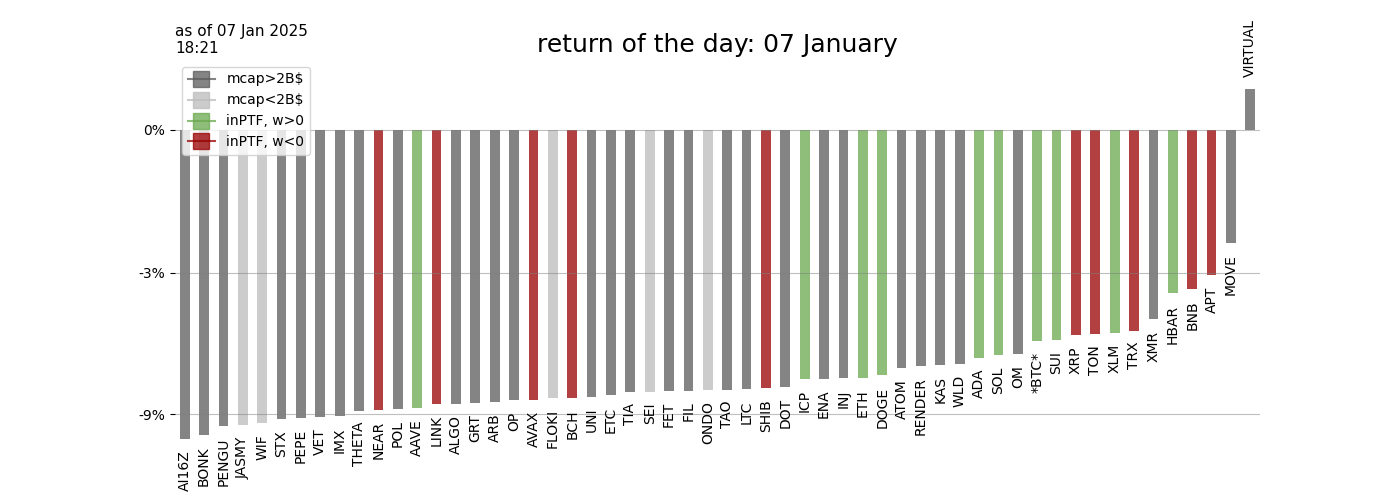 as of 07 Jan 2025
18:21
return of the day: 07 January
mcap>2B$
mcap<2B$
inPTF, w>0
inPTF, w<0
0%
-3%
-9%
AI16Z
BONK
PENGU
JASMY
WIF
STX
PEPE
VET
IMX
THETA
NEAR
POL
AAVE
LINK
ALGO
GRT
ARB
OP
AVAX
FLOKI
BCH
UNI
ETC
TIA
SEI
FET
FIL
ONDO
TAO
LTC
SHIB
DOT
ICP
ENA
INJ
ETH
DOGE
ATOM
RENDER
KAS
WLD
ADA
SOL
OM
*BTC*
SUI
XRP
TON
XLM
TRX
XMR
HBAR
BNB
APT
MOVE
VIRTUAL